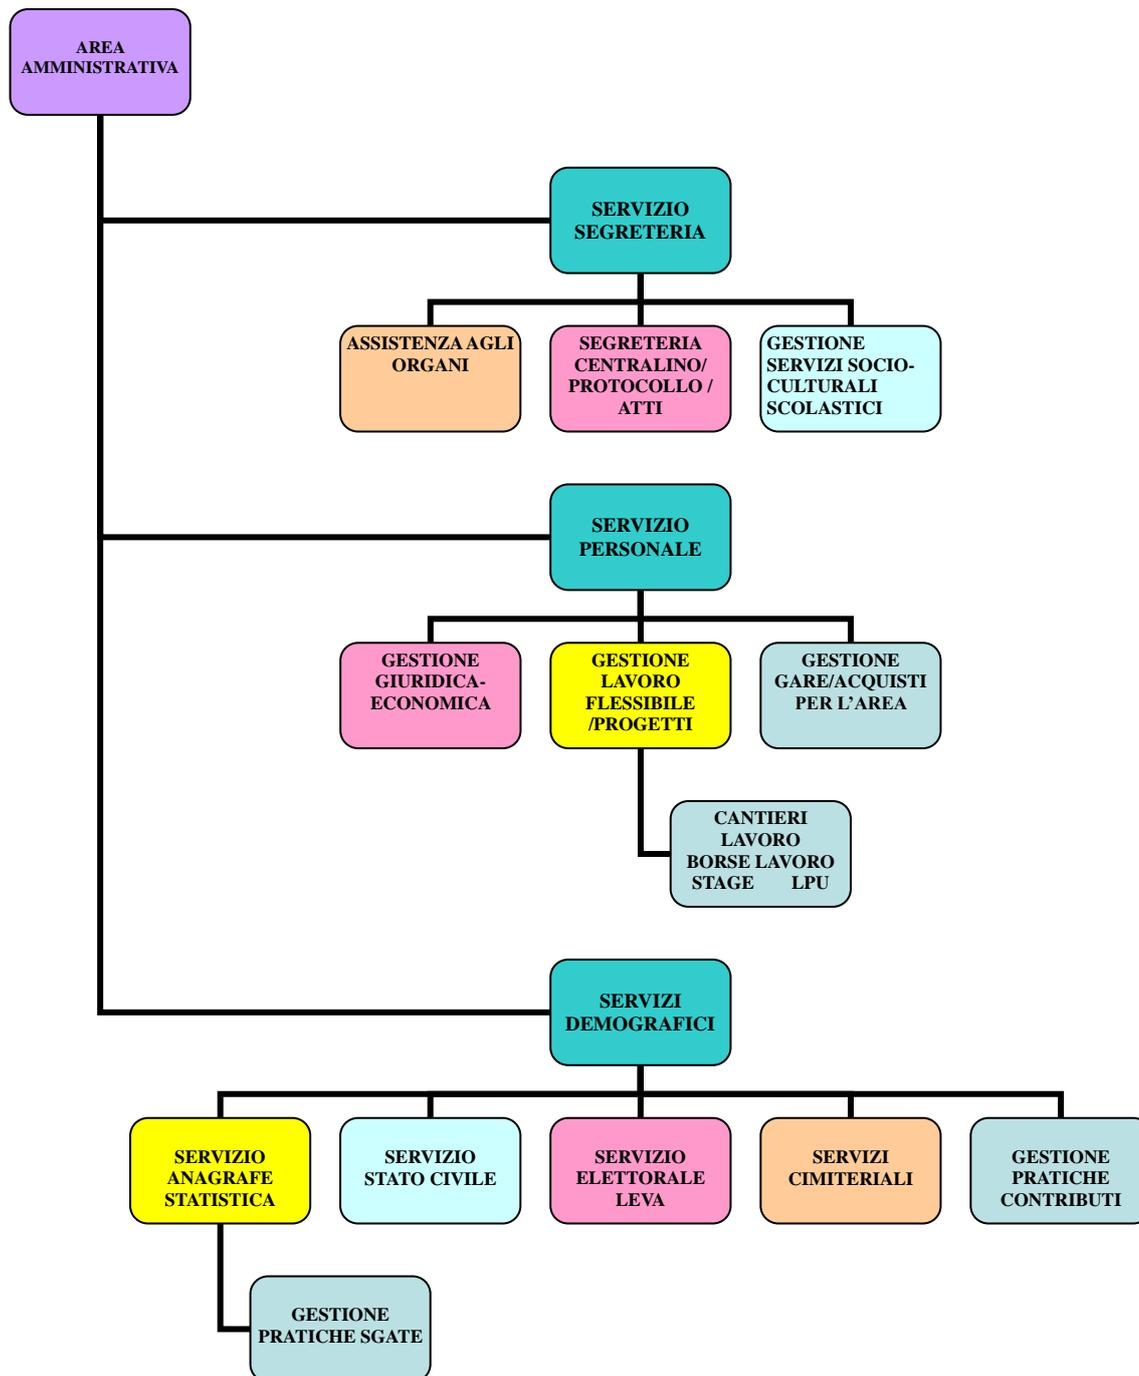 AREA
AMMINISTRATIVA
SERVIZIO
SEGRETERIA
ASSISTENZA AGLI
ORGANI
SEGRETERIA
CENTRALINO/
PROTOCOLLO /
ATTI
GESTIONE
SERVIZI SOCIO-
CULTURALI
SCOLASTICI
SERVIZIO
PERSONALE
GESTIONE
GIURIDICA-
ECONOMICA
GESTIONE
LAVORO
FLESSIBILE
/PROGETTI
GESTIONE
GARE/ACQUISTI
PER L’AREA
CANTIERI
LAVORO
BORSE LAVORO
STAGE LPU
SERVIZI
DEMOGRAFICI
SERVIZIO
ANAGRAFE
STATISTICA
SERVIZIO
STATO CIVILE
SERVIZIO
ELETTORALE
LEVA
SERVIZI
CIMITERIALI
GESTIONE
PRATICHE
CONTRIBUTI
GESTIONE
PRATICHE SGATE